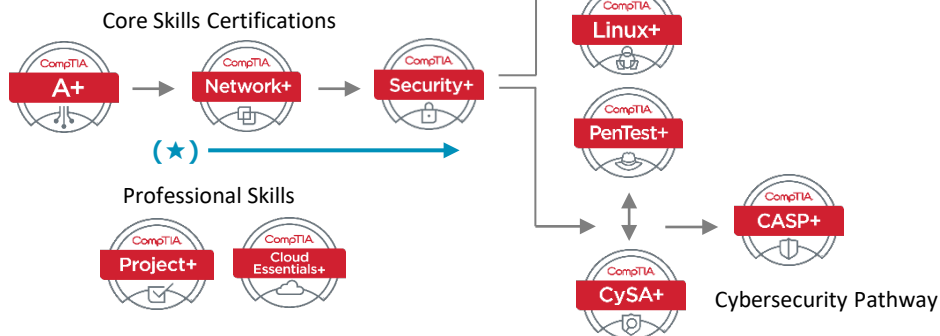 Core Skills Certifications
CompTIA
A+
CompTIA
Network+
CompTIA
Security+
CompTIA
Linux+
CompTIA
PenTest+
(★)
Professional Skills
CompTIA
Project+
CompTIA
Cloud
Essentials+
CompTIA
CASP+
CompTIA
CySA+
Cybersecurity Pathway